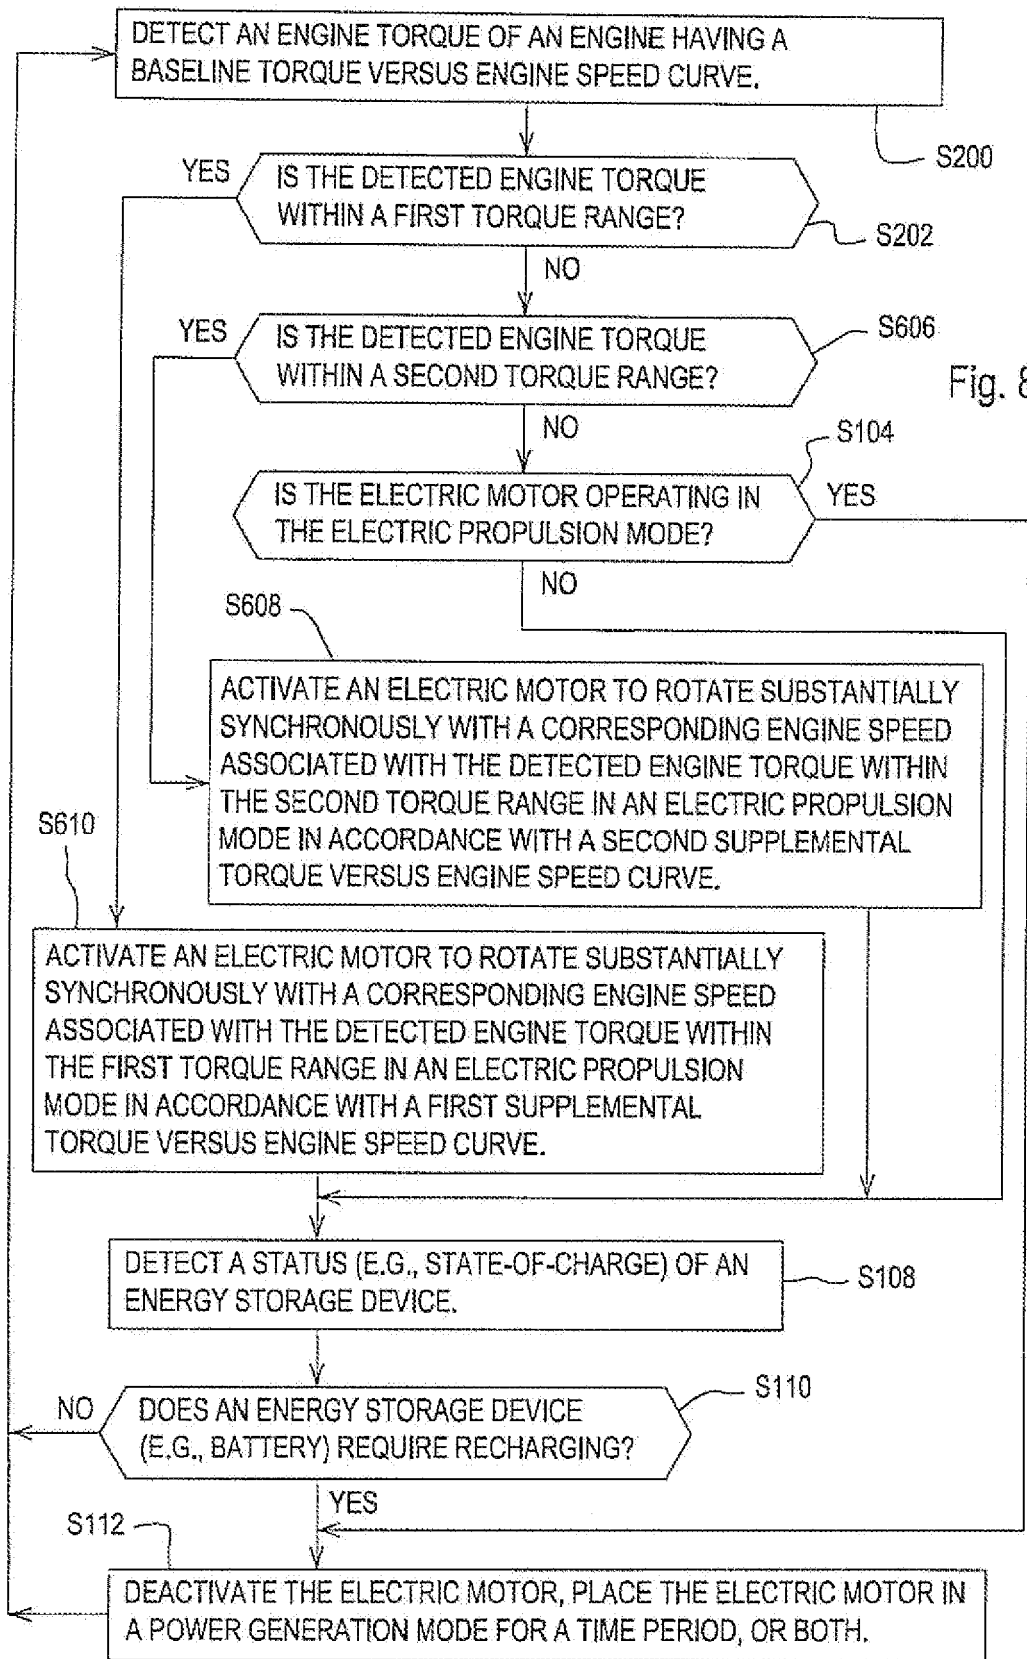 DETECT AN ENGINE TORQUE OF AN ENGINE HAVING A
BASELINE TORQUE VERSUS ENGINE SPEED CURVE.
S200
YES
IS THE DETECTED ENGINE TORQUE
WITHIN A FIRST TORQUE RANGE?
S202
NO
YES
IS THE DETECTED ENGINE TORQUE
WITHIN A SECOND TORQUE RANGE?
S606
Fig. 8
NO
S104
IS THE ELECTRIC MOTOR OPERATING IN
THE ELECTRIC PROPULSION MODE?
YES
NO
S608
ACTIVATE AN ELECTRIC MOTOR TO ROTATE SUBSTANTIALLY
SYNCHRONOUSLY WITH A CORRESPONDING ENGINE SPEED
ASSOCIATED WITH THE DETECTED ENGINE TORQUE WITHIN
THE SECOND TORQUE RANGE IN AN ELECTRIC PROPULSION
MODE IN ACCORDANCE WITH A SECOND SUPPLEMENTAL
TORQUE VERSUS ENGINE SPEED CURVE.
S610
ACTIVATE AN ELECTRIC MOTOR TO ROTATE SUBSTANTIALLY
SYNCHRONOUSLY WITH A CORRESPONDING ENGINE SPEED
ASSOCIATED WITH THE DETECTED ENGINE TORQUE WITHIN
THE FIRST TORQUE RANGE IN AN ELECTRIC PROPULSION
MODE IN ACCORDANCE WITH A FIRST SUPPLEMENTAL
TORQUE VERSUS ENGINE SPEED CURVE.
DETECT A STATUS (E.G., STATE-OF-CHARGE) OF AN
ENERGY STORAGE DEVICE.
S108
NO
DOES AN ENERGY STORAGE DEVICE
(E.G., BATTERY) REQUIRE RECHARGING?
S110
YES
S112
DEACTIVATE THE ELECTRIC MOTOR, PLACE THE ELECTRIC MOTOR IN
A POWER GENERATION MODE FOR A TIME PERIOD, OR BOTH.